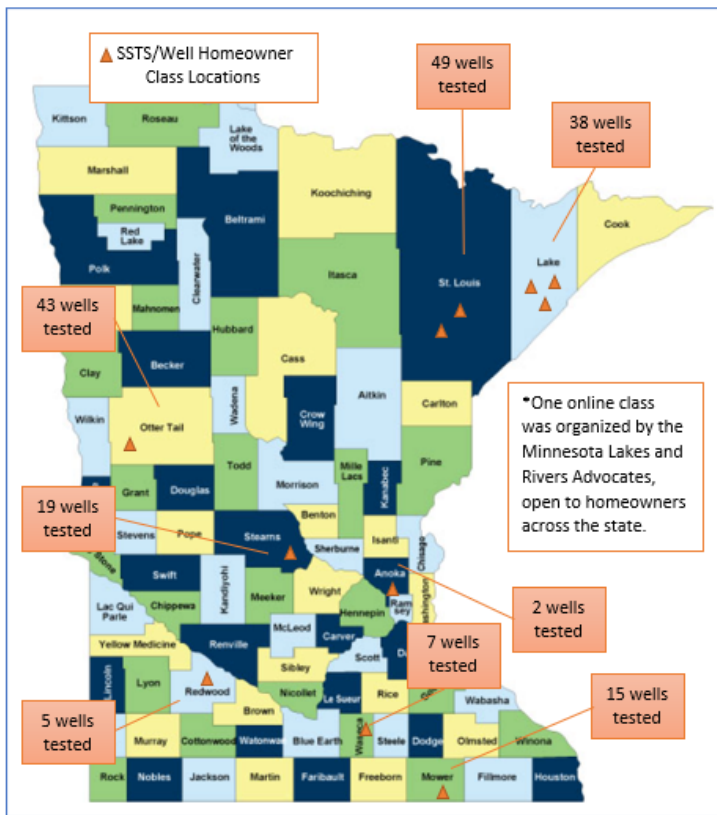 SSTS/Well Homeowner
Class Locations
49 wells
tested
38 wells
tested
Kittson
Roseau
Lake
of the
Woods
Marshall
Koochiching
Cook
Pennington
Beltrami
Red
Lake
Lake
Polk
Clearwater
Itasca
St. Louis
43 wells
tested
Mahnomen
Hubbard
Clay
Becker
Cass
Wadena
Aitkin
Crow
Wing
Carlton
Wilkin
Otter Tail
*One online class
was organized by the
Minnesota Lakes and
Rivers Advocates,
open to homeowners
across the state.
Todd
Mille
Lacs
Kanabec
Pine
Grant
Douglas
Morrison
19 wells
tested
Benton
Stevens
Pope
Stearns
Isanti
Chisago
Sherburne
Stone
Swift
Kandiyohi
Anoka
Meeker
Wright
Hennepin
Ram
sey
ashington
Lac Qui
Parle
Chippewa
2 wells
tested
McLeod
Carver
Renville
Yellow Medicine
Scott
Da
7 wells
tested
Sibley
Lincoln
Lyon
Redwood
Nicollet
Le Sueur
Rice
Wabasha
15 wells
tested
Brown
5 wells
tested
Murray
Cottonwood
Watonwan
Blue Earth
Waseca
Steele
Dodge
Olmsted
Winona
Rock
Nobles
Jackson
Martin
Faribault
Freeborn
Mower
Fillmore
Houston